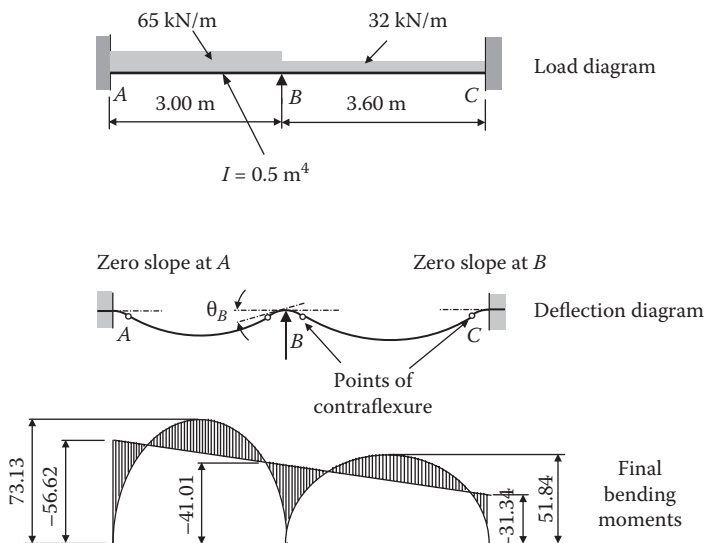 65 kN/m
32 kN/m
Load diagram
A
B
C
3.00 m
3.60 m
I = 0.5 m⁴
Zero slope at A
Zero slope at B
θB
Deflection diagram
A
B
C
Points of
contraflexure
73.13
−56.62
−41.01
−31.34
51.84
Final
bending
moments